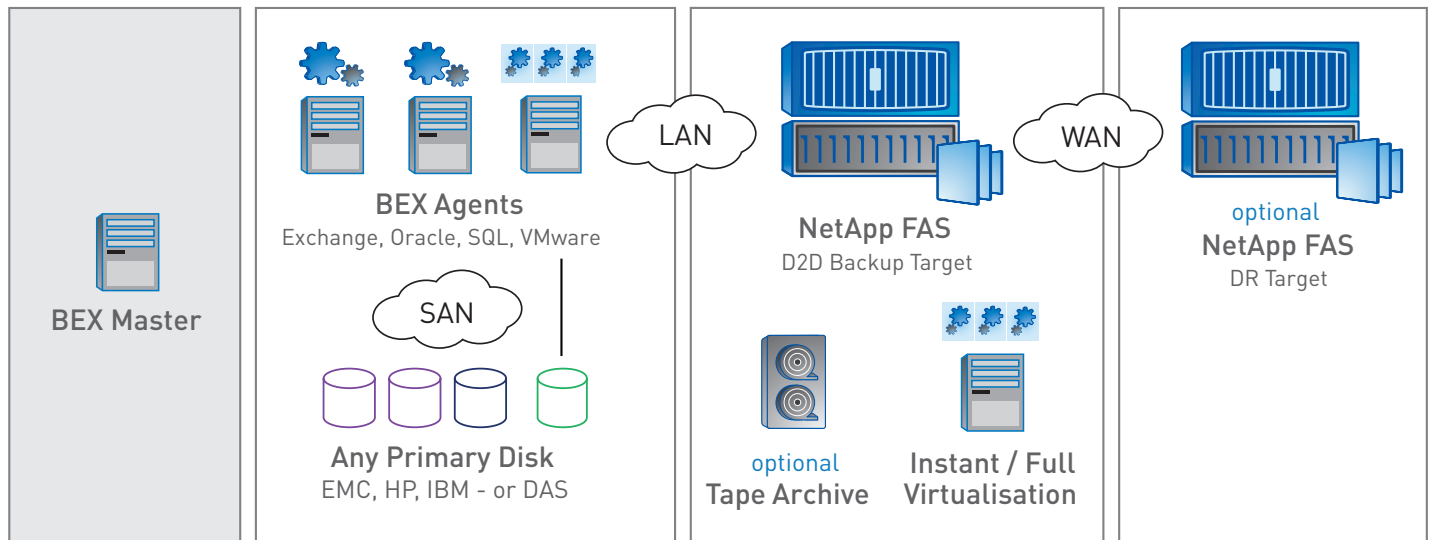 BEX Master
BEX Agents
Exchange, Oracle, SQL, VMware
SAN
Any Primary Disk
EMC, HP, IBM - or DAS
LAN
NetApp FAS
D2D Backup Target
optional
Tape Archive
Instant / Full
Virtualisation
WAN
optional
NetApp FAS
DR Target